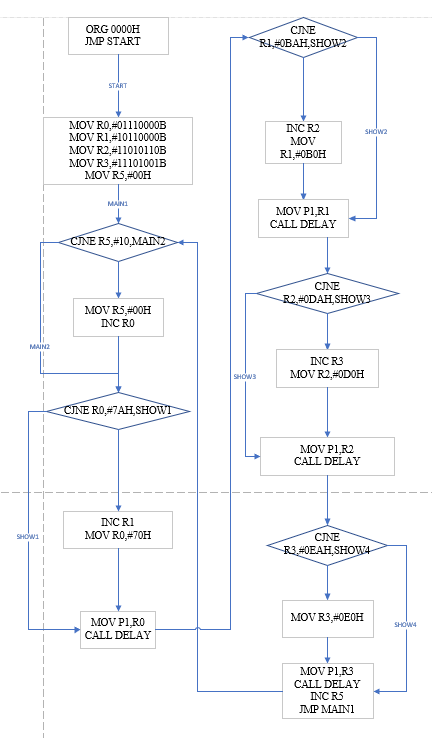 ORG 0000H
JMP START
START
MOV R0,#01110000B
MOV R1,#10110000B
MOV R2,#11010110B
MOV R3,#11101001B
MOV R5,#00H
MAIN1
CJNE R5,#10,MAIN2
MOV R5,#00H
INC R0
MAIN2
CJNE R0,#7AH,SHOW1
INC R1
MOV R0,#70H
SHOW1
MOV P1,R0
CALL DELAY
CJNE
R1,#0BAH,SHOW2
SHOW2
INC R2
MOV
R1,#0B0H
MOV P1,R1
CALL DELAY
CJNE
R2,#0DAH,SHOW3
SHOW3
INC R3
MOV R2,#0D0H
MOV P1,R2
CALL DELAY
CJNE
R3,#0EAH,SHOW4
SHOW4
MOV R3,#0E0H
MOV P1,R3
CALL DELAY
INC R5
JMP MAIN1